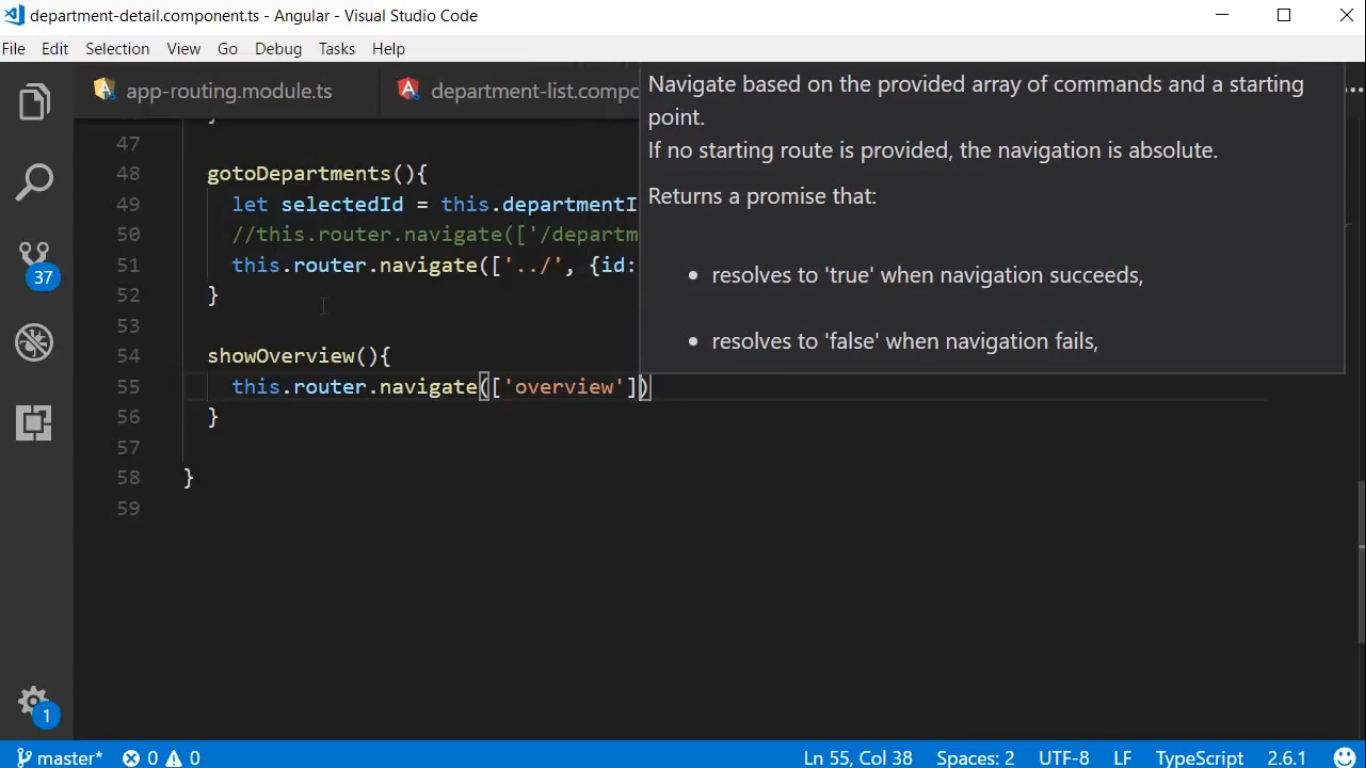 department-detail.component.ts - Angular - Visual Studio Code
File Edit Selection View Go Debug Tasks Help
app-routing.module.ts department-list.compo
Navigate based on the provided array of commands and a starting
point.
If no starting route is provided, the navigation is absolute.
Returns a promise that:
• resolves to 'true' when navigation succeeds,
• resolves to 'false' when navigation fails,
47
48 gotoDepartments(){
49 let selectedId = this.departmentI
50 //this.router.navigate(['/departm
51 this.router.navigate(['../', {id:
52 }
53
54 showOverview(){
55 this.router.navigate(['overview'])
56 }
57
58 }
59
37
1
master* 0 0 Ln 55, Col 38 Spaces: 2 UTF-8 LF TypeScript 2.6.1